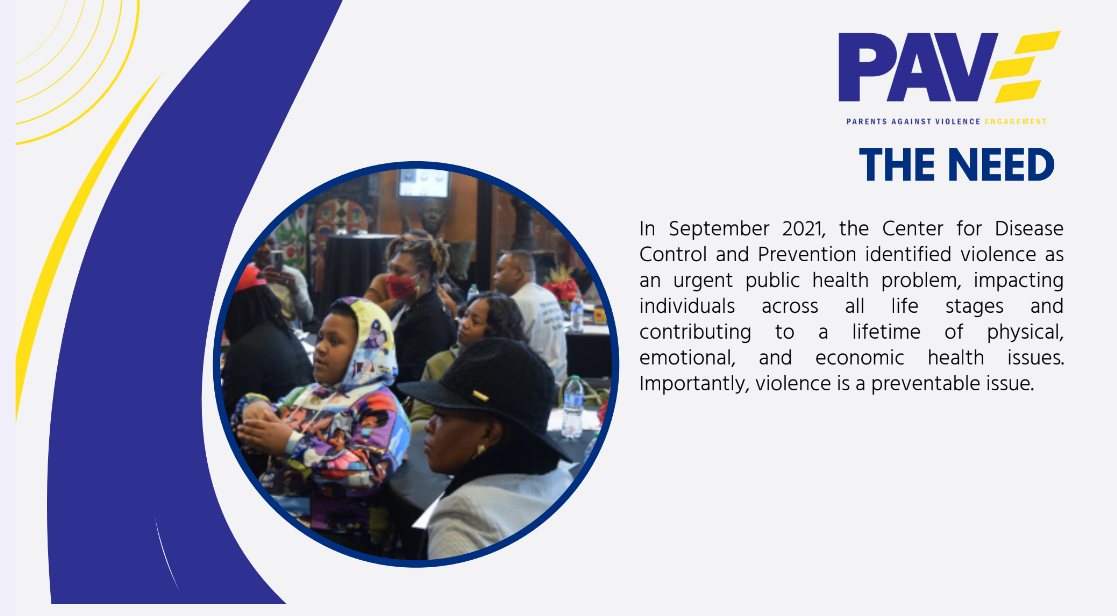 PAVE
PARENTS AGAINST VIOLENCE ENGAGEMENT
THE NEED
In September 2021, the Center for Disease
Control and Prevention identified violence as
an urgent public health problem, impacting
individuals across all life stages and
contributing to a lifetime of physical,
emotional, and economic health issues.
Importantly, violence is a preventable issue.